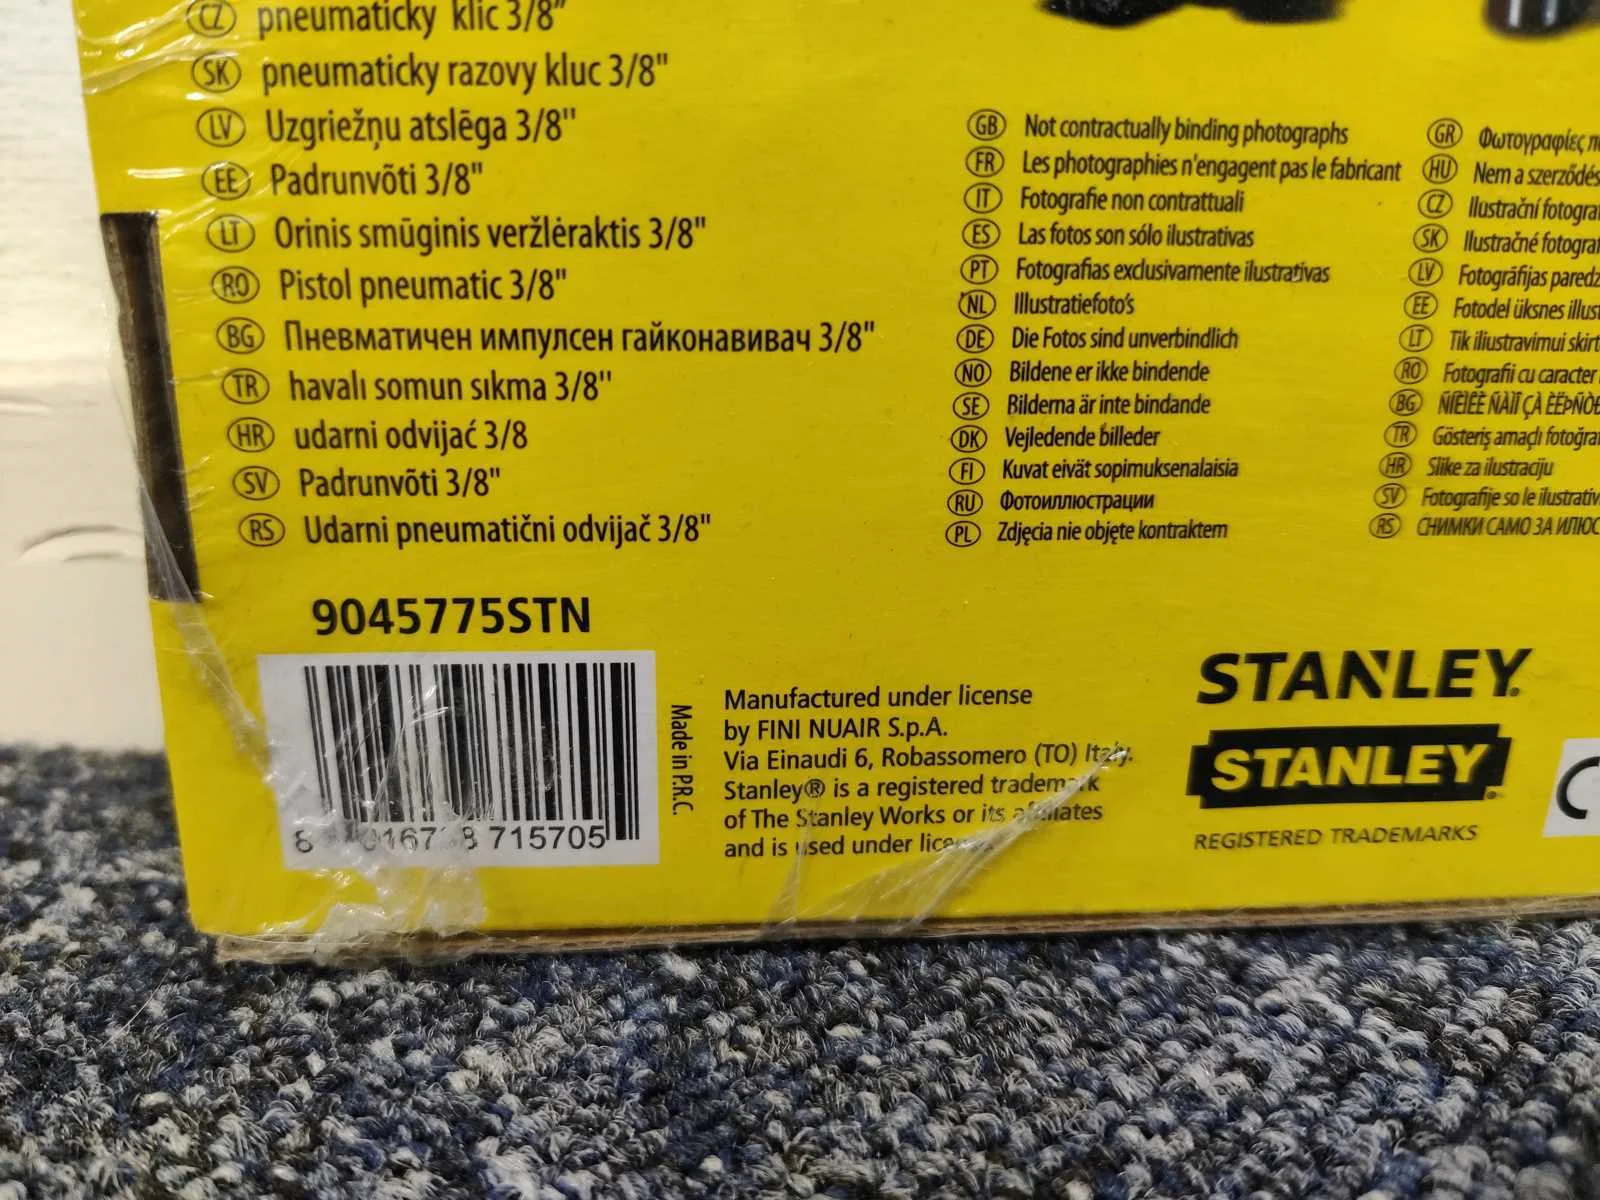 CZ pneumaticky klic 3/8"
SK pneumaticky razovy kluc 3/8"
LV Uzgriežņu atslēga 3/8"
EE Padrunvõti 3/8"
LT Orinis smūginis veržlėraktis 3/8"
RO Pistol pneumatic 3/8"
BG Пневматичен импулсен гайконавивач 3/8"
TR havalı somun sıkma 3/8"
HR udarni odvijać 3/8
SV Padrunvõti 3/8"
RS Udarni pneumatični odvijač 3/8"
GB Not contractually binding photographs
FR Les photographies n'engagent pas le fabricant
IT Fotografie non contrattuali
ES Las fotos son sólo ilustrativas
PT Fotografias exclusivamente ilustrativas
NL Illustratiefoto's
DE Die Fotos sind unverbindlich
NO Bildene er ikke bindende
SE Bilderna är inte bindande
DK Vejledende billeder
FI Kuvat eivät sopimuksenalaisia
RU Фотоиллюстрации
PL Zdjęcia nie objęte kontraktem
GR Φωτογραφίες
HU Nem a
CZ Ilustrační
SK Ilustračné
LV Fotogrāfijas
EE Fotodel üksnes
LT Tik iliustravimui
RO Fotografii cu caracter
BG
TR Gösteriş amaçlı
HR Slike za ilustraciju
SV Fotografije so le
RS СНИМКИ САМО ЗА
9045775STN
715705
Made in P.R.C.
Manufactured under license
by FINI NUAIR S.p.A.
Via Einaudi 6, Robassomero (TO) Italy.
Stanley® is a registered trademark
of The Stanley Works or its affiliates
and is used under
STANLEY
STANLEY
REGISTERED TRADEMARKS